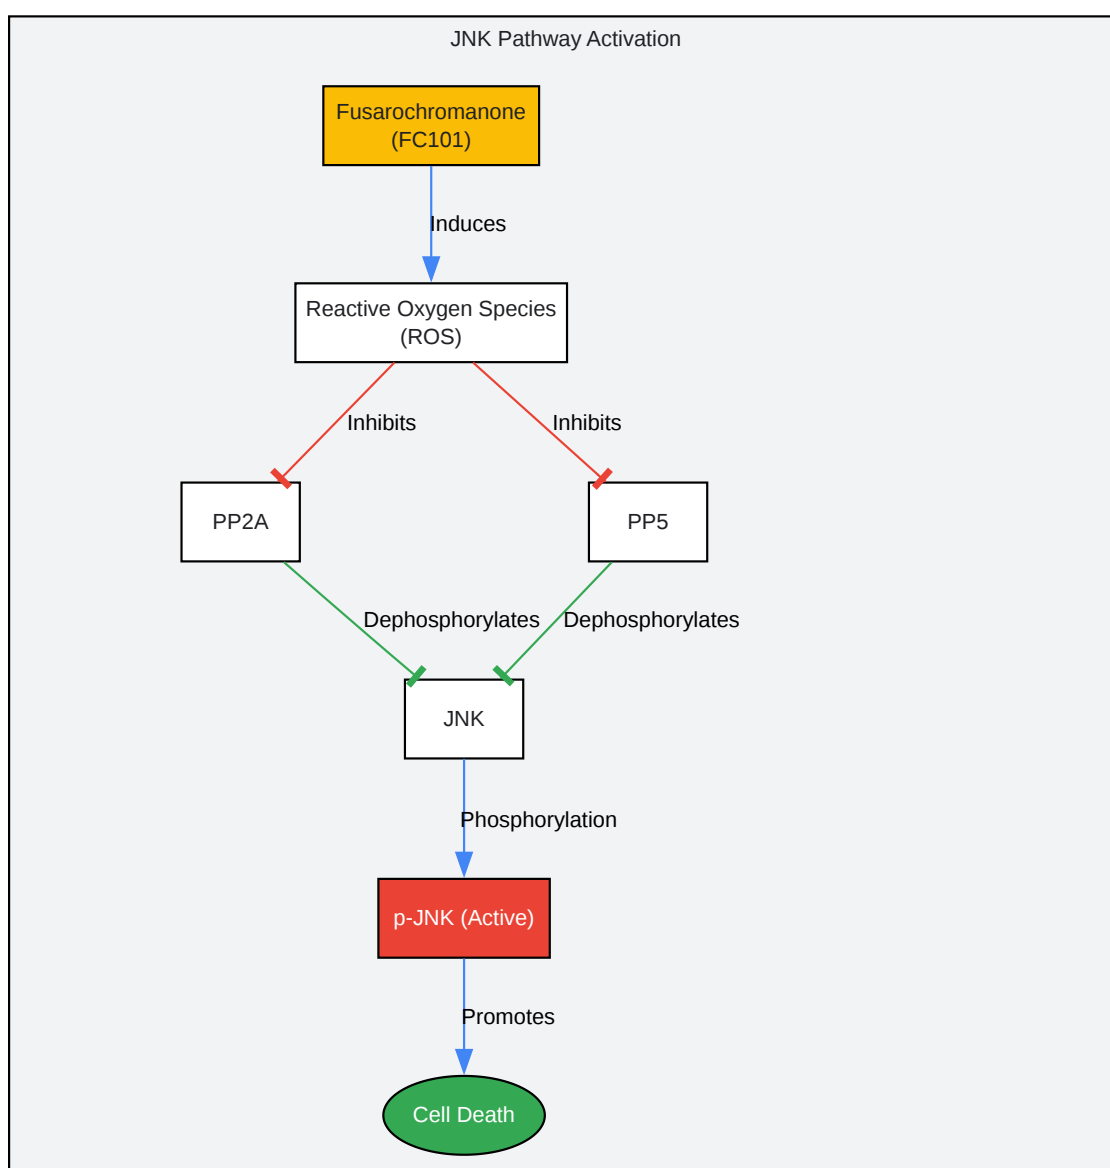 JNK Pathway Activation
Fusarochromanone
(FC101)
Induces
Reactive Oxygen Species
(ROS)
Inhibits
Inhibits
PP2A
PP5
Dephosphorylates
Dephosphorylates
JNK
Phosphorylation
p-JNK (Active)
Promotes
Cell Death